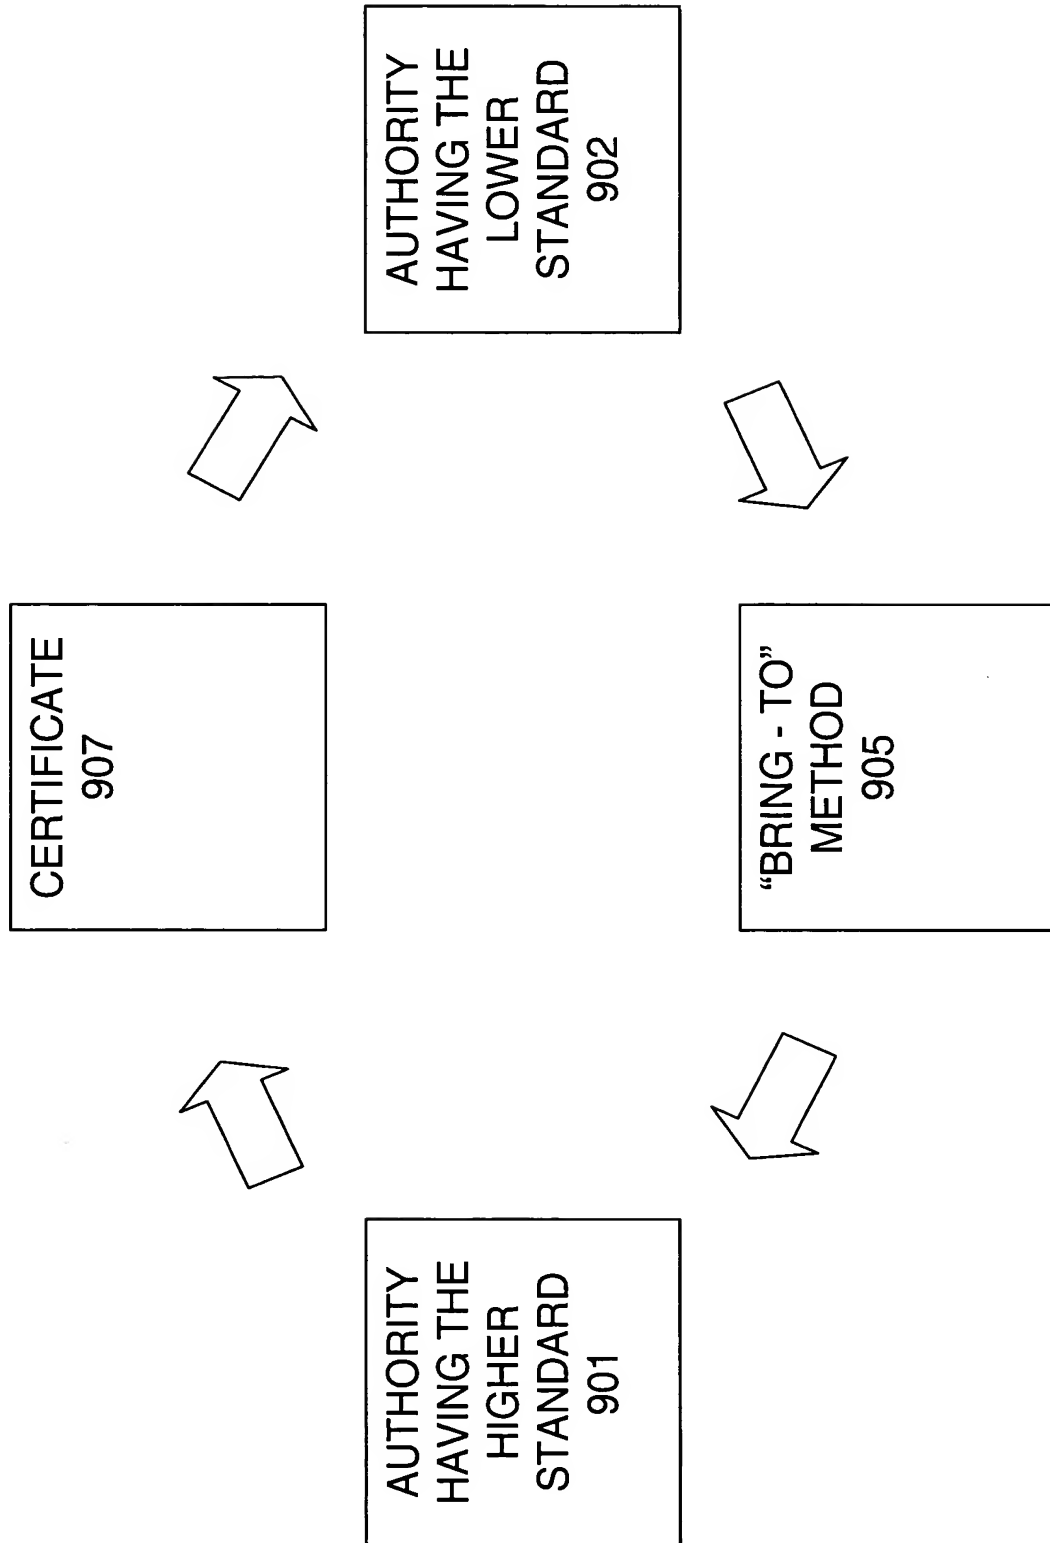 CERTIFICATE
907
AUTHORITY
HAVING THE
HIGHER
STANDARD
901
AUTHORITY
HAVING THE
LOWER
STANDARD
902
“BRING - TO”
METHOD
905